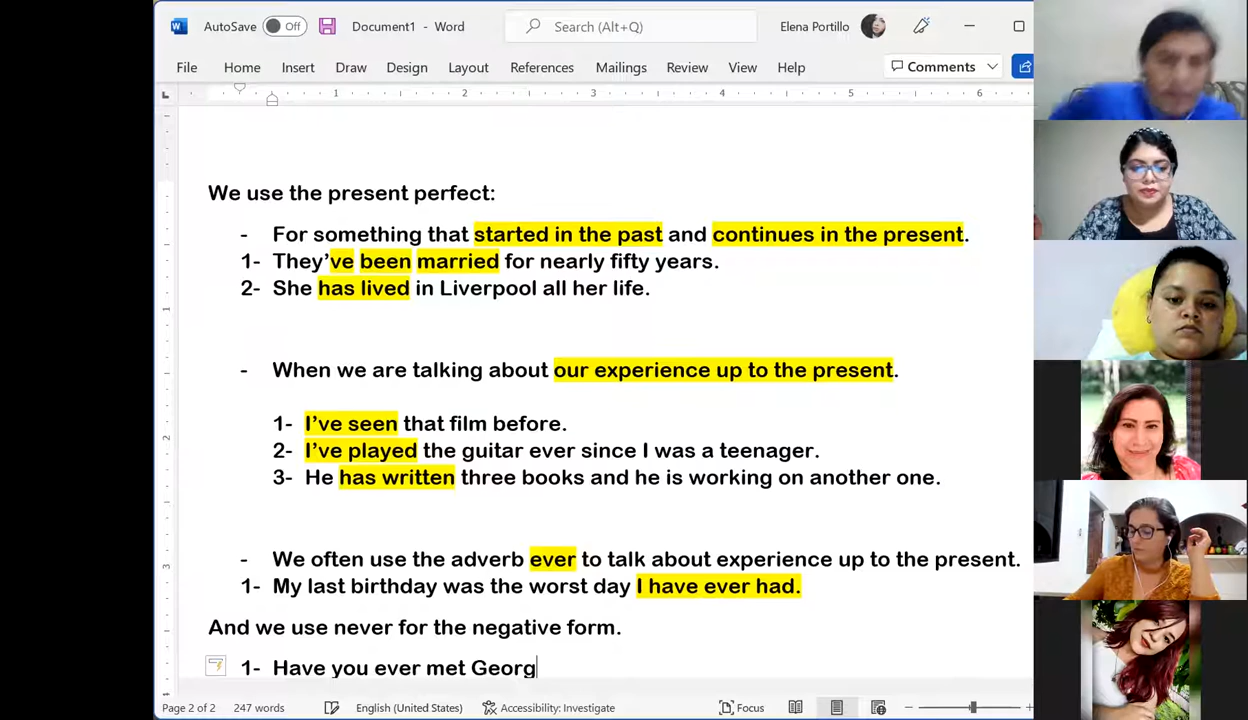 AutoSave Off Document1 - Word Search (Alt+Q) Elena Portillo
File Home Insert Draw Design Layout References Mailings Review View Help Comments
1 2 3 4 5 6
We use the present perfect:
- For something that started in the past and continues in the present.
1- They've been married for nearly fifty years.
2- She has lived in Liverpool all her life.
- When we are talking about our experience up to the present.
1- I've seen that film before.
2- I've played the guitar ever since I was a teenager.
3- He has written three books and he is working on another one.
- We often use the adverb ever to talk about experience up to the present.
1- My last birthday was the worst day I have ever had.
And we use never for the negative form.
1- Have you ever met Georg
Page 2 of 2 247 words English (United States) Accessibility: Investigate Focus